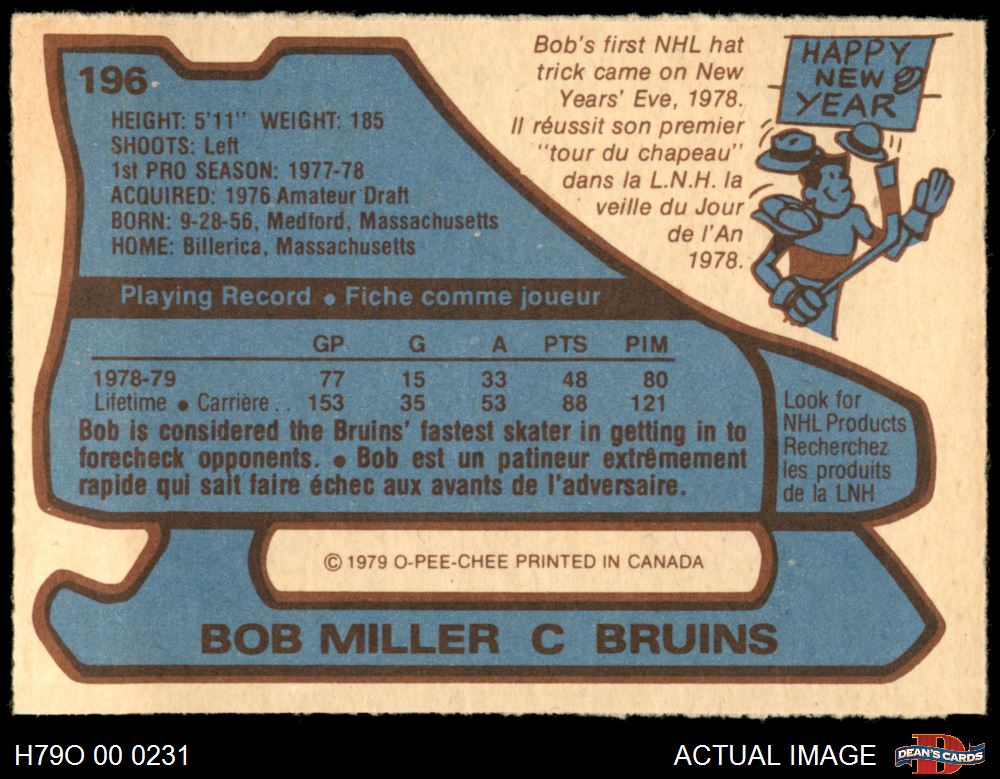 196
HEIGHT: 5'11" WEIGHT: 185
SHOOTS: Left
1st PRO SEASON: 1977-78
ACQUIRED: 1976 Amateur Draft
BORN: 9-28-56, Medford, Massachusetts
HOME: Billerica, Massachusetts
Bob's first NHL hat
trick came on New
Years' Eve, 1978.
Il réussit son premier
"tour du chapeau"
dans la L.N.H. la
veille du Jour
de l'An
1978.
HAPPY
NEW
YEAR
Playing Record • Fiche comme joueur
GP G A PTS PIM
1978-79 77 15 33 48 80
Lifetime • Carrière .. 153 35 53 88 121
Bob is considered the Bruins' fastest skater in getting in to
forecheck opponents. • Bob est un patineur extrêmement
rapide qui sait faire échec aux avants de l'adversaire.
Look for
NHL Products
Recherchez
les produits
de la LNH
© 1979 O-PEE-CHEE PRINTED IN CANADA
BOB MILLER C BRUINS
H79O 00 0231
ACTUAL IMAGE
DEAN'S CARDS